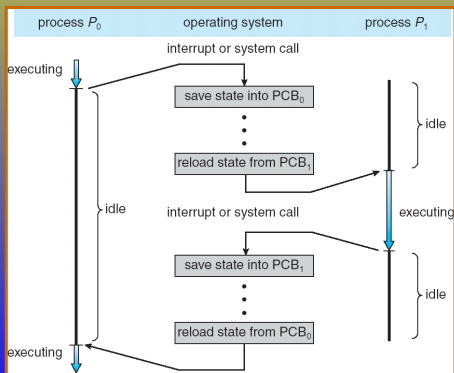 process P₀ operating system process P₁
interrupt or system call
executing
save state into PCB₀
idle
reload state from PCB₁
idle
interrupt or system call
executing
save state into PCB₁
idle
reload state from PCB₀
executing